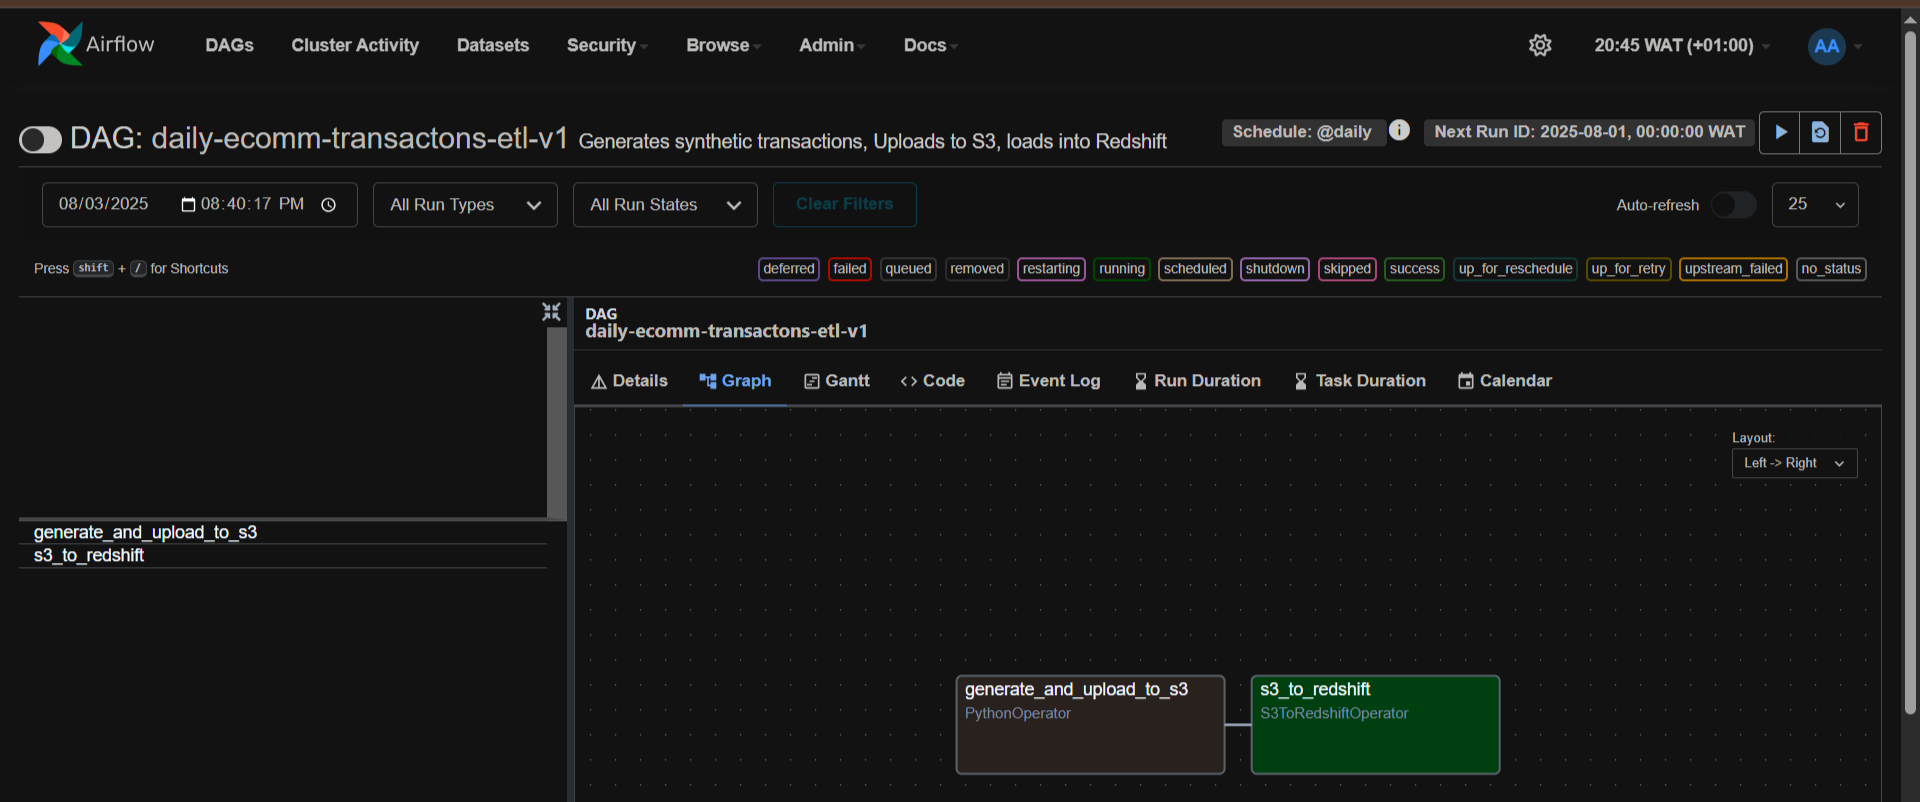 Airflow DAGs Cluster Activity Datasets Security Browse Admin Docs 20:45 WAT (+01:00) AA
DAG: daily-ecomm-transactons-etl-v1 Generates synthetic transactions, Uploads to S3, loads into Redshift Schedule: @daily i Next Run ID: 2025-08-01, 00:00:00 WAT
08/03/2025 08:40:17 PM All Run Types All Run States Clear Filters Auto-refresh 25
Press shift + / for Shortcuts deferred failed queued removed restarting running scheduled shutdown skipped success up_for_reschedule up_for_retry upstream_failed no_status
DAG
daily-ecomm-transactons-etl-v1
Details Graph Gantt Code Event Log Run Duration Task Duration Calendar
Layout:
Left -> Right
generate_and_upload_to_s3
s3_to_redshift
generate_and_upload_to_s3
PythonOperator
s3_to_redshift
S3ToRedshiftOperator